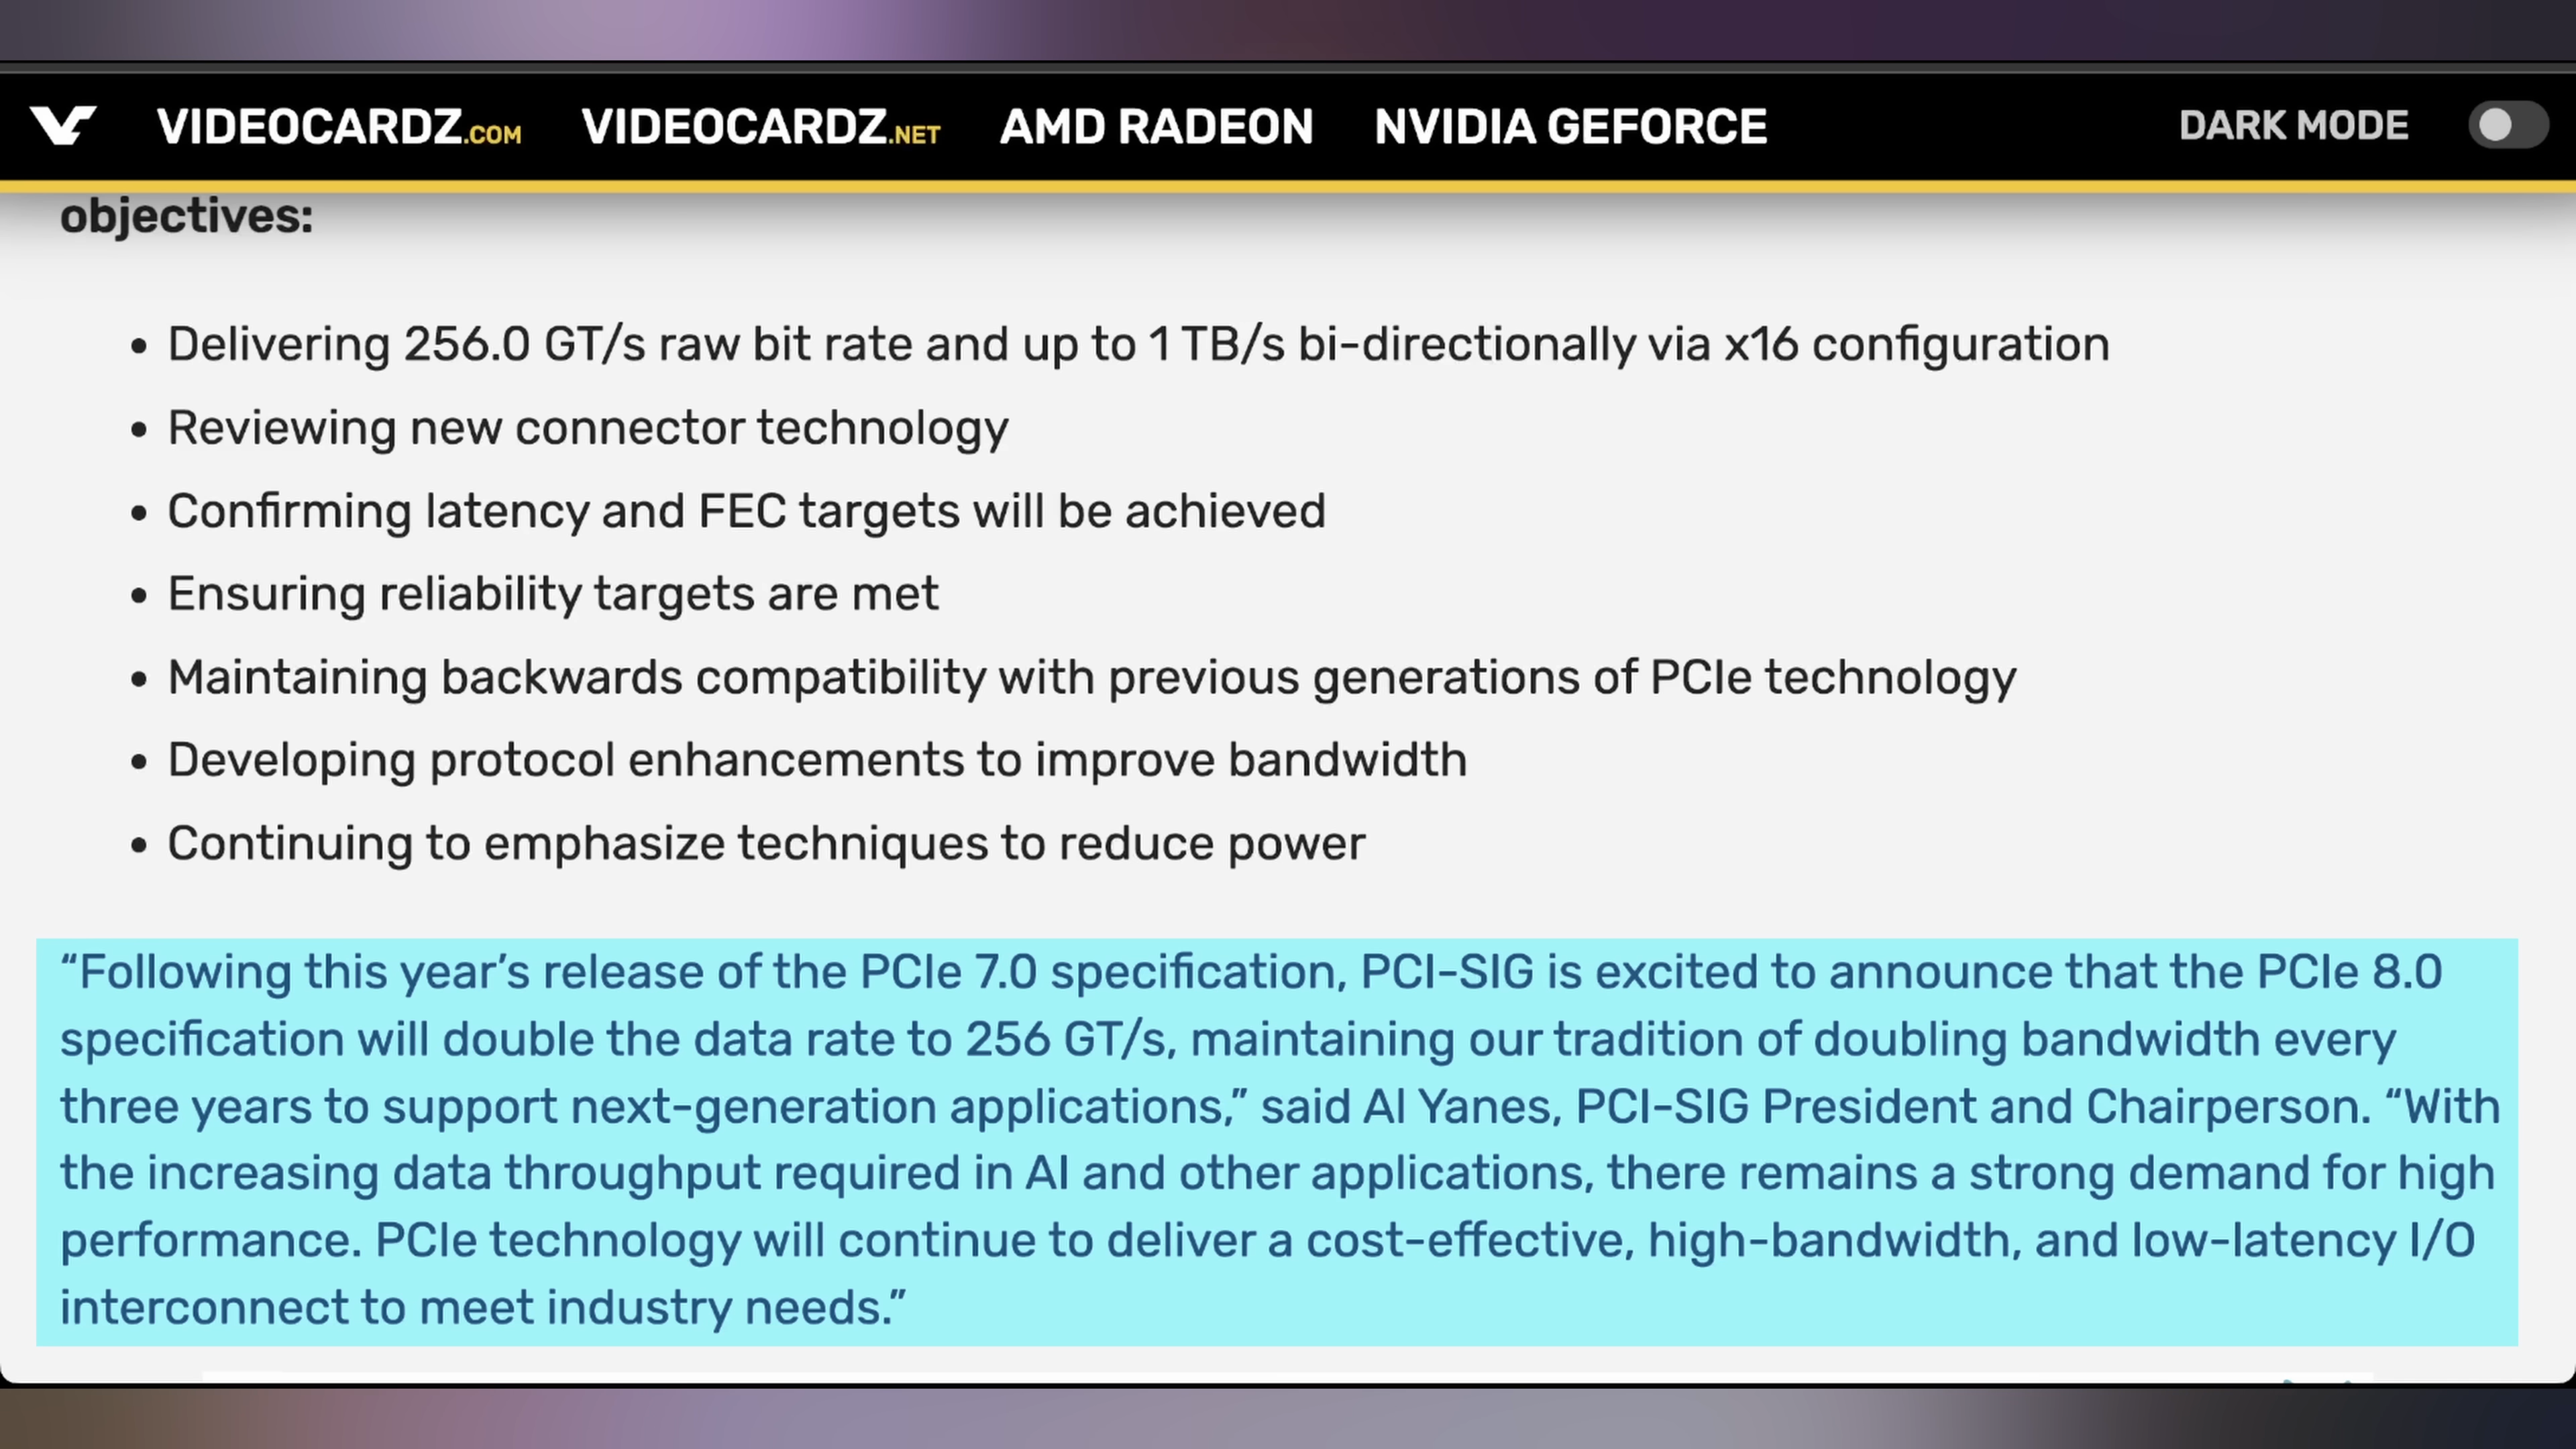 VIDEOCARDZ.COM VIDEOCARDZ.NET AMD RADEON NVIDIA GEFORCE DARK MODE
objectives:
• Delivering 256.0 GT/s raw bit rate and up to 1 TB/s bi-directionally via x16 configuration
• Reviewing new connector technology
• Confirming latency and FEC targets will be achieved
• Ensuring reliability targets are met
• Maintaining backwards compatibility with previous generations of PCIe technology
• Developing protocol enhancements to improve bandwidth
• Continuing to emphasize techniques to reduce power
“Following this year’s release of the PCIe 7.0 specification, PCI-SIG is excited to announce that the PCIe 8.0
specification will double the data rate to 256 GT/s, maintaining our tradition of doubling bandwidth every
three years to support next-generation applications,” said Al Yanes, PCI-SIG President and Chairperson. “With
the increasing data throughput required in AI and other applications, there remains a strong demand for high
performance. PCIe technology will continue to deliver a cost-effective, high-bandwidth, and low-latency I/O
interconnect to meet industry needs.”